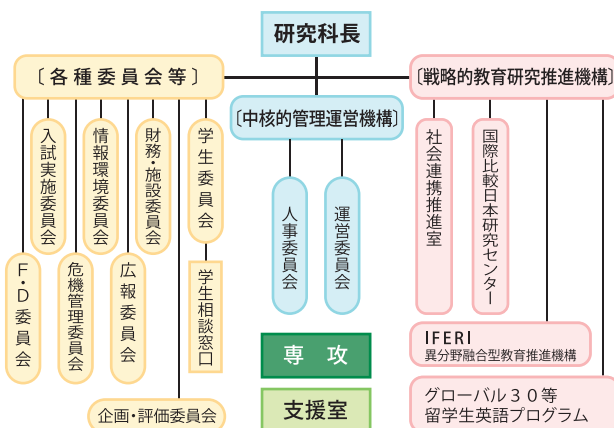 研究科長
〔各種委員会等〕
〔中核的管理運営機構〕
〔戦略的教育研究推進機構〕
F・D委員会
入試実施委員会
危機管理委員会
情報環境委員会
広報委員会
財務・施設委員会
企画・評価委員会
学生委員会
学生相談窓口
人事委員会
運営委員会
社会連携推進室
国際比較日本研究センター
IFERI
異分野融合型教育推進機構
グローバル30等
留学生英語プログラム
専攻
支援室